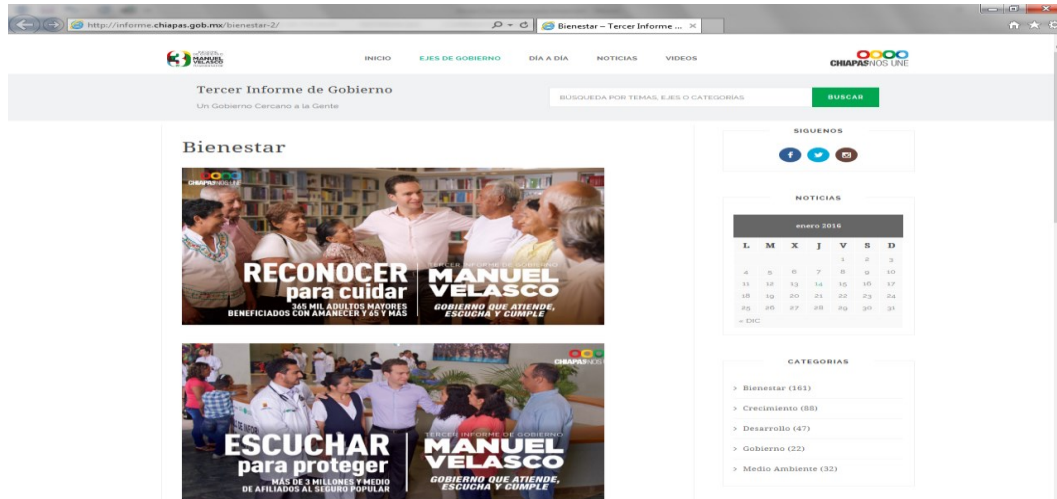 http://informe.chiapas.gob.mx/bienestar-2/
Bienestar – Tercer Informe ...
3
MANUEL
VELASCO
INICIO
EJES DE GOBIERNO
DÍA A DÍA
NOTICIAS
VIDEOS
CHIAPASNOS UNE
Tercer Informe de Gobierno
Un Gobierno Cercano a la Gente
BÚSQUEDA POR TEMAS, EJES O CATEGORÍAS
BUSCAR
Bienestar
CHIAPASNOS UNE
RECONOCER
para cuidar
365 MIL ADULTOS MAYORES
BENEFICIADOS CON AMANECER Y 65 Y MÁS
TERCER INFORME DE GOBIERNO
MANUEL
VELASCO
GOBIERNO QUE ATIENDE,
ESCUCHA Y CUMPLE
CHIAPASNOS
ESCUCHAR
para proteger
MÁS DE 3 MILLONES Y MEDIO
DE AFILIADOS AL SEGURO POPULAR
TERCER INFORME DE GOBIERNO
MANUEL
VELASCO
GOBIERNO QUE ATIENDE,
ESCUCHA Y CUMPLE
SIGUENOS
NOTICIAS
enero 2016
L M X J V S D
1 2 3
4 5 6 7 8 9 10
11 12 13 14 15 16 17
18 19 20 21 22 23 24
25 26 27 28 29 30 31
« DIC
CATEGORIAS
> Bienestar (161)
> Crecimiento (88)
> Desarrollo (47)
> Gobierno (22)
> Medio Ambiente (32)